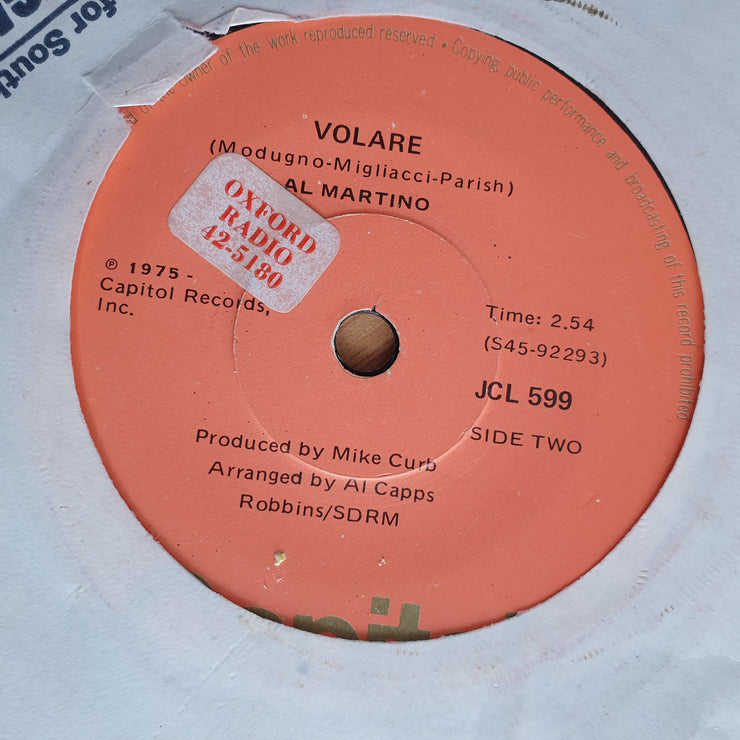 for South
of the owner of the work reproduced reserved • Copying, public performance and broadcasting of this record prohibited
VOLARE
(Modugno-Migliacci-Parish)
AL MARTINO
OXFORD
RADIO
42-5180
℗ 1975 -
Capitol Records,
Inc.
Time: 2.54
(S45-92293)
JCL 599
SIDE TWO
Produced by Mike Curb
Arranged by Al Capps
Robbins/SDRM